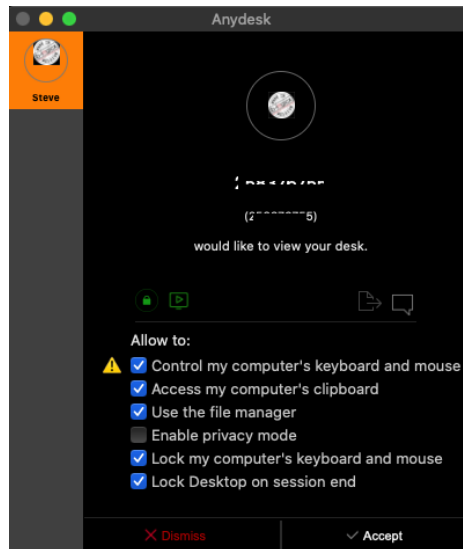 Anydesk
Steve
would like to view your desk.
Allow to:
Control my computer's keyboard and mouse
Access my computer's clipboard
Use the file manager
Enable privacy mode
Lock my computer's keyboard and mouse
Lock Desktop on session end
Dismiss
Accept